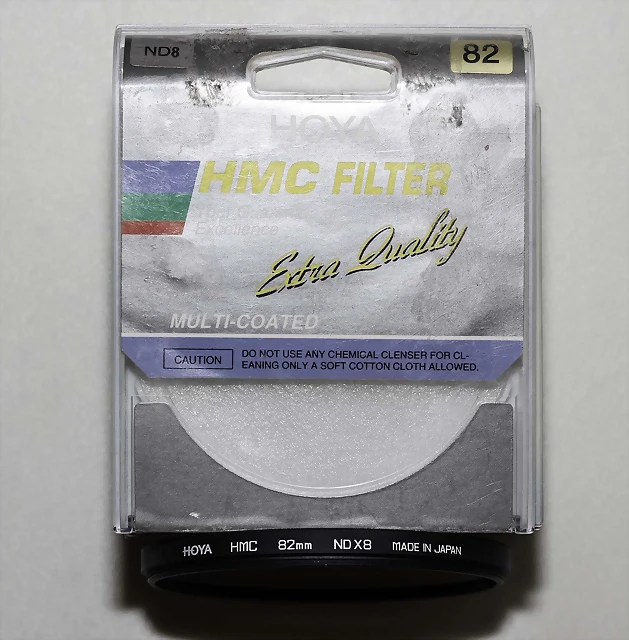 ND8
82
HOYA
HMC FILTER
Excellence
Extra Quality
MULTI-COATED
CAUTION
DO NOT USE ANY CHEMICAL CLENSER FOR CL-
EANING ONLY A SOFT COTTON CLOTH ALLOWED.
HOYA HMC 82mm NDX8 MADE IN JAPAN